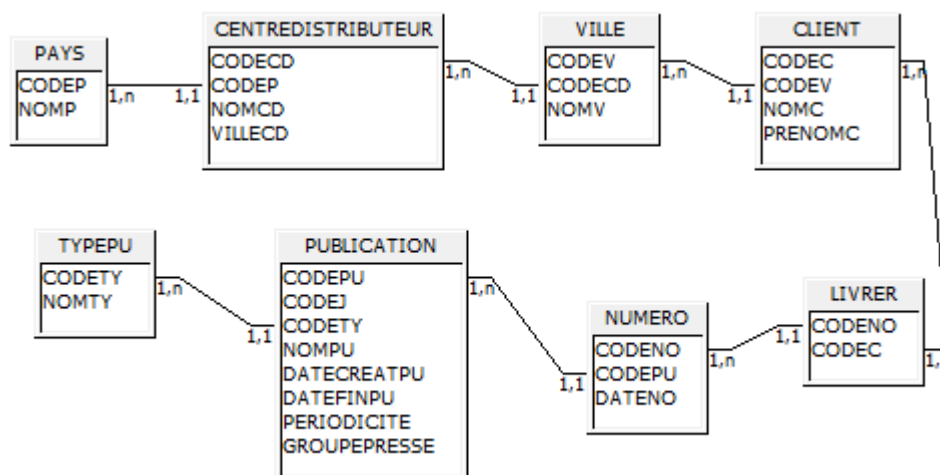 PAYS
CODEP
NOMP
1,n
1,1
CENTREDISTRIBUTEUR
CODECD
CODEP
NOMCD
VILLECD
1,n
1,1
VILLE
CODEV
CODECD
NOMV
1,n
1,1
CLIENT
CODEC
CODEV
NOMC
PRENOMC
1,n
TYPEPU
CODETY
NOMTY
1,n
1,1
PUBLICATION
CODEPU
CODEJ
CODETY
NOMPU
DATECREATPU
DATEFINPU
PERIODICITE
GROUPEPRESSE
1,n
1,1
NUMERO
CODENO
CODEPU
DATENO
1,n
1,1
LIVRER
CODENO
CODEC